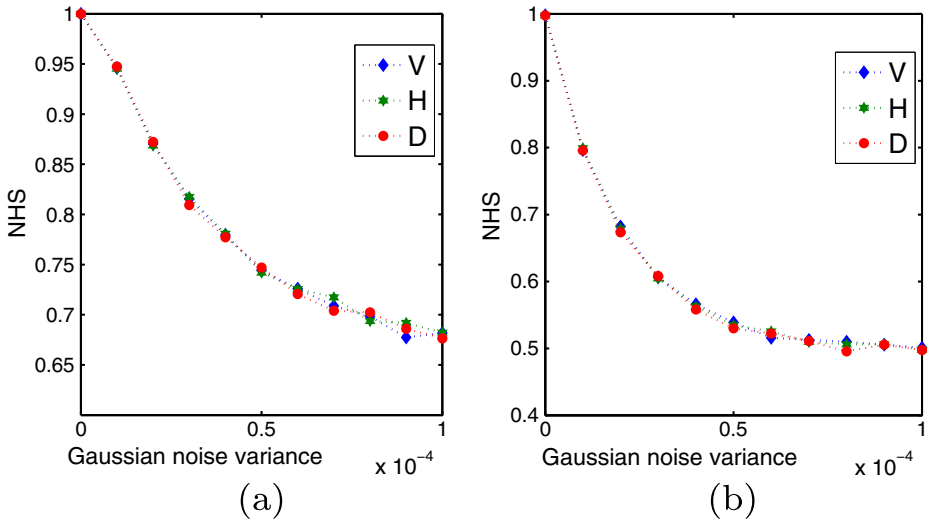 1
0.95
0.9
0.85
0.8
0.75
0.7
0.65
NHS
0
0.5
1
Gaussian noise variance
x 10⁻⁴
V
H
D
(a)
1
0.9
0.8
0.7
0.6
0.5
0.4
NHS
0
0.5
1
Gaussian noise variance
x 10⁻⁴
V
H
D
(b)